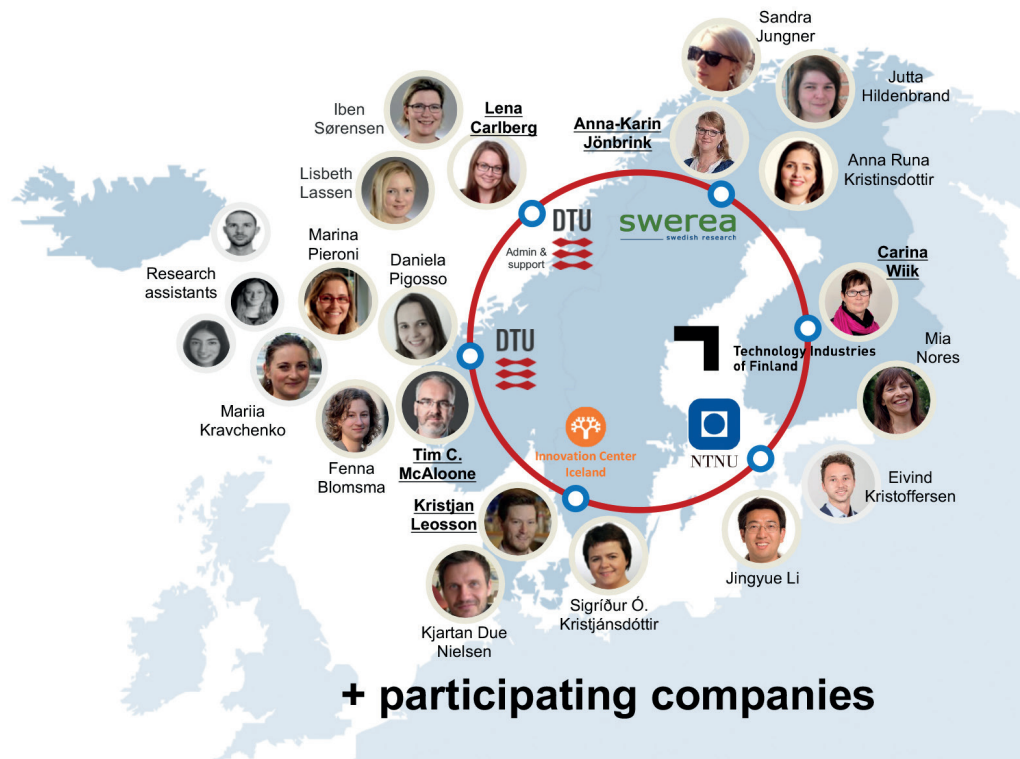 Sandra
Jungner
Jutta
Hildenbrand
Iben
Sørensen
Lena
Carlberg
Anna-Karin
Jönbrink
Anna Runa
Kristinsdottir
Lisbeth
Lassen
DTU
Admin &
support
swerea
swedish research
Marina
Pieroni
Daniela
Pigosso
Carina
Wiik
Research
assistants
DTU
Technology Industries
of Finland
Mia
Nores
Mariia
Kravchenko
Fenna
Blomsma
Tim C.
McAloone
Innovation Center
Iceland
NTNU
Eivind
Kristoffersen
Kristjan
Leosson
Jingyue Li
Sigríður Ó.
Kristjánsdóttir
Kjartan Due
Nielsen
+ participating companies